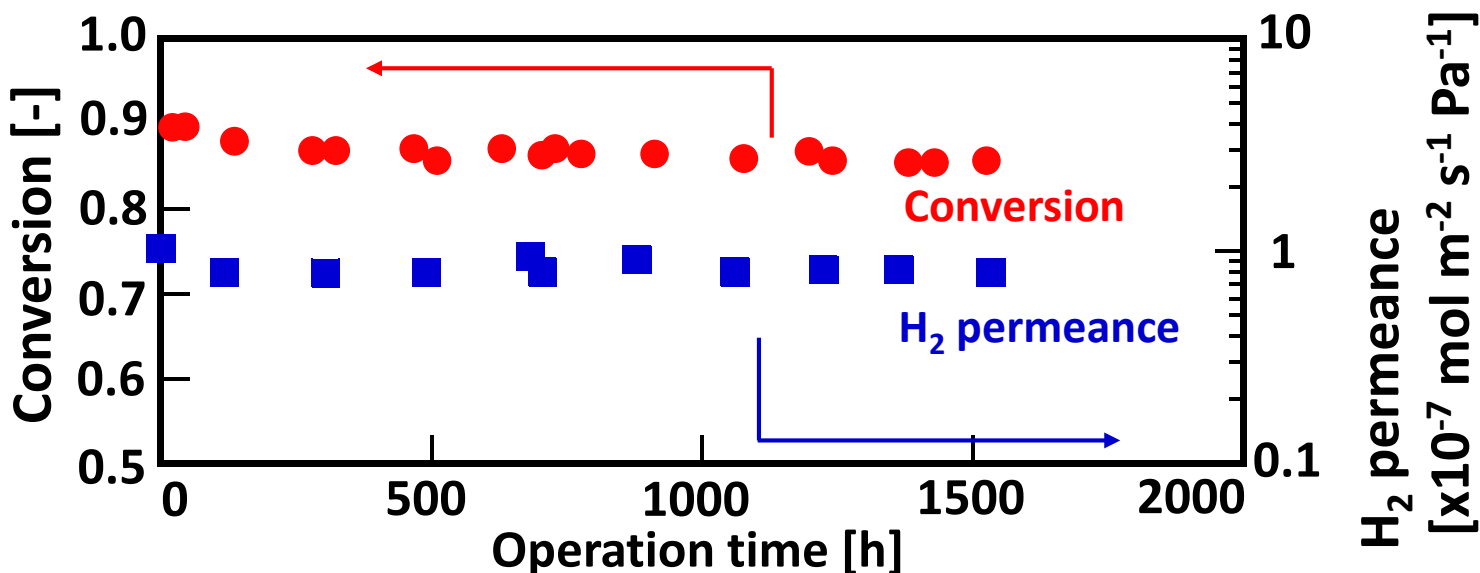 Conversion [-]
1.0
0.9
0.8
0.7
0.6
0.5
0
500
1000
1500
2000
Operation time [h]
Conversion
H₂ permeance
10
1
0.1
H₂ permeance
[x10⁻⁷ mol m⁻² s⁻¹ Pa⁻¹]